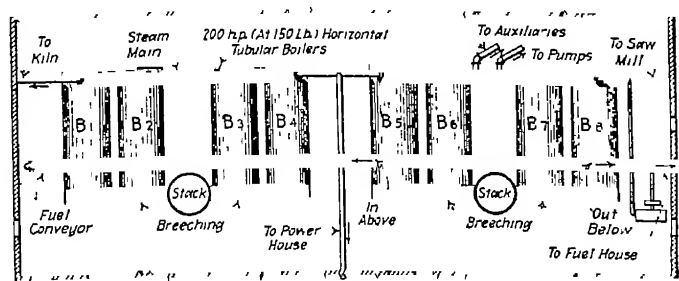 To
Kiln
Steam
Main
200 h.p. (At 150 Lb.) Horizontal
Tubular Boilers
To Auxiliaries
To Pumps
To Saw
Mill
B1
B2
B3
B4
B5
B6
B7
B8
Stack
Stack
Fuel
Conveyor
Breeching
To Power
House
In
Above
Breeching
Out
Below
To Fuel House